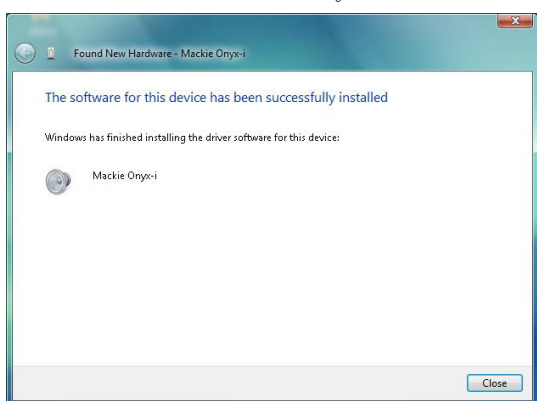 Found New Hardware - Mackie Onyx-i
The software for this device has been successfully installed
Windows has finished installing the driver software for this device:
Mackie Onyx-i
Close